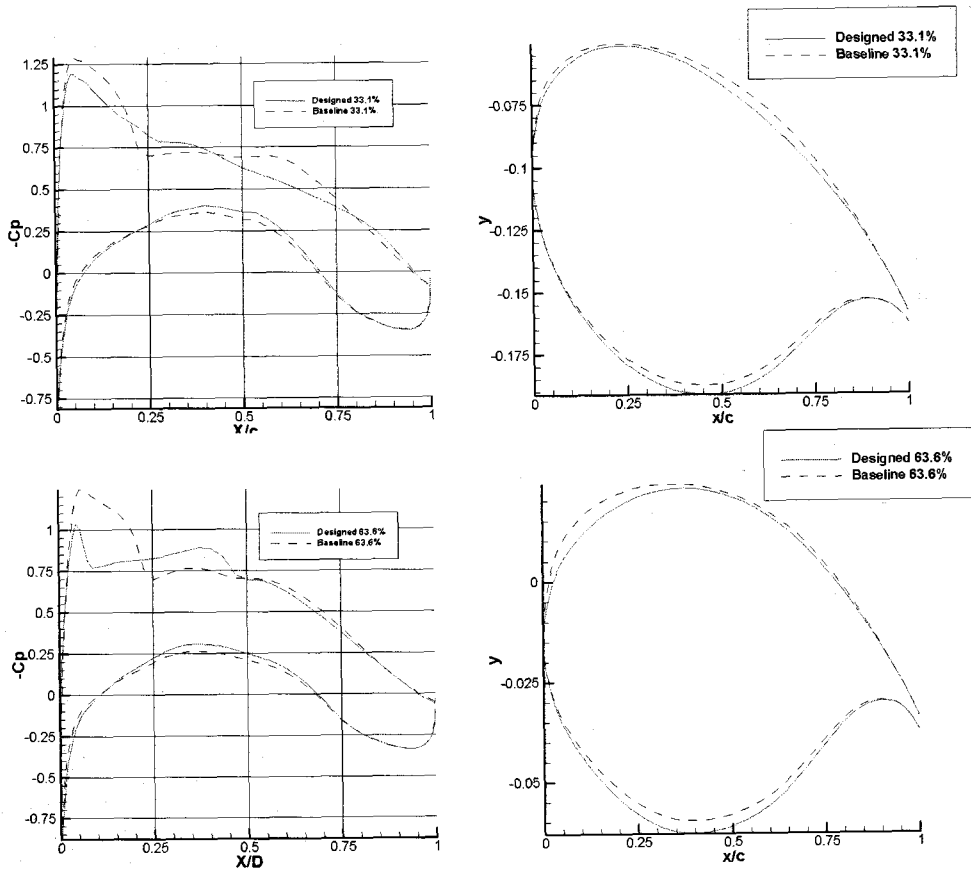 Designed 33.1%
Baseline 33.1%
1.25
1
0.75
0.5
0.25
0
-0.25
-0.5
-0.75
-Cp
0
0.25
0.5
0.75
1
X/c
Designed 33.1%
Baseline 33.1%
-0.075
-0.1
-0.125
-0.15
-0.175
y
0
0.25
0.5
0.75
1
x/c
Designed 63.6%
Baseline 63.6%
1
0.75
0.5
0.25
0
-0.25
-0.5
-0.75
-Cp
0
0.25
0.5
0.75
1
X/D
Designed 63.6%
Baseline 63.6%
0
-0.025
-0.05
y
0
0.25
0.5
0.75
1
x/c